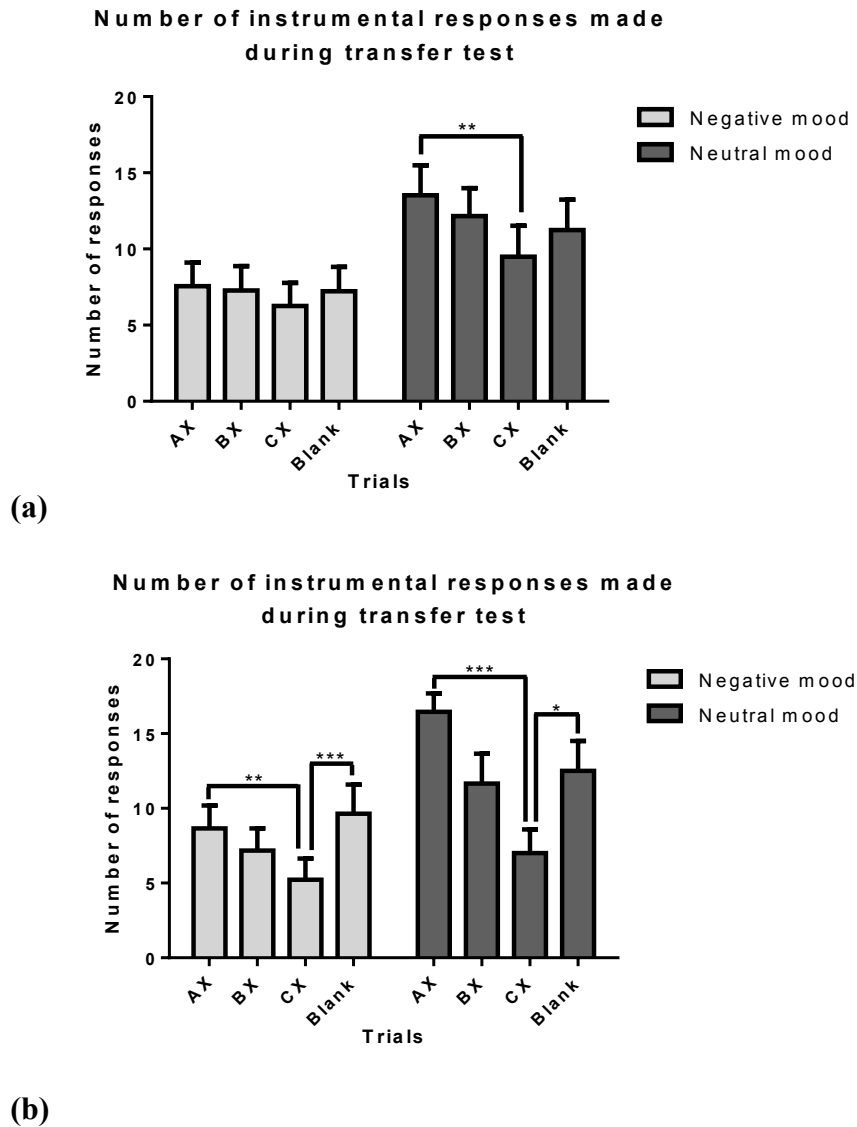 Number of instrumental responses made
during transfer test
Number of responses
20
15
10
5
0
**
Negative mood
Neutral mood
AX
BX
CX
Blank
AX
BX
CX
Blank
Trials
(a)
Number of instrumental responses made
during transfer test
Number of responses
20
15
10
5
0
**
***
***
*
Negative mood
Neutral mood
AX
BX
CX
Blank
AX
BX
CX
Blank
Trials
(b)